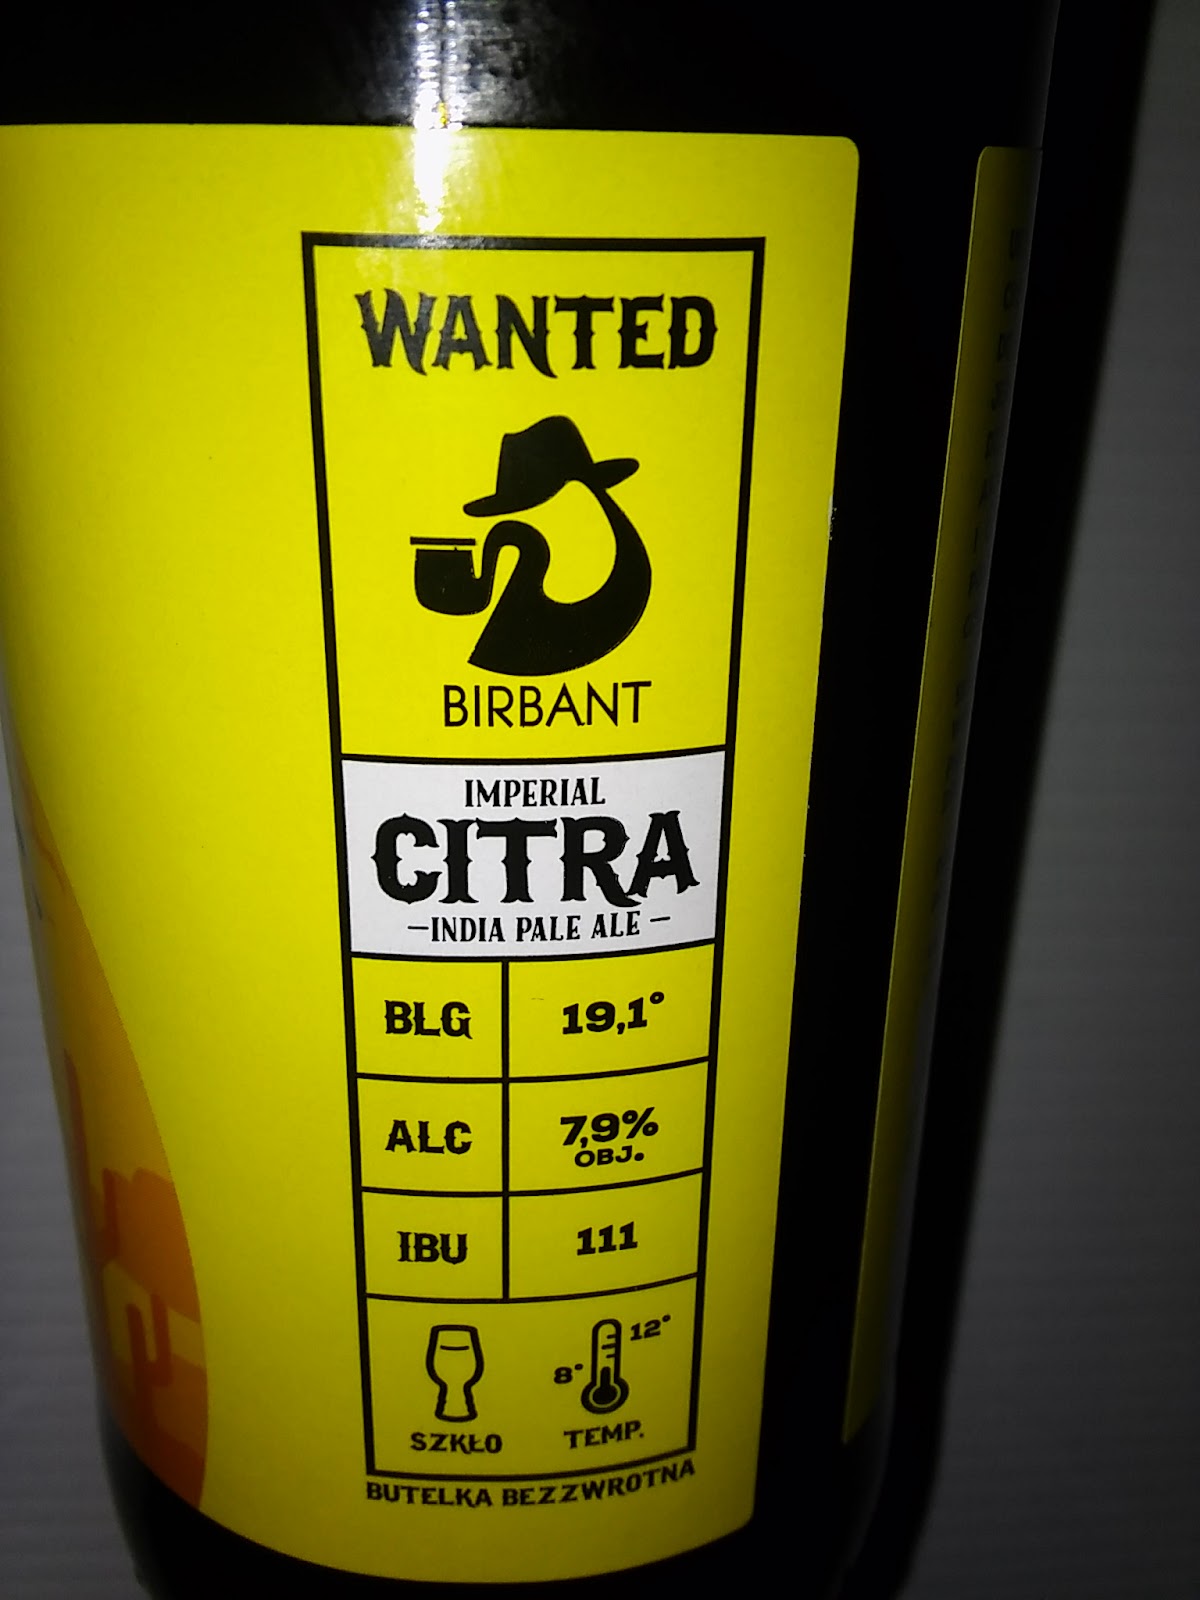 WANTED
BIRBANT
IMPERIAL
CITRA
–INDIA PALE ALE–
BLG 19,1°
ALC 7,9%
OBJ.
IBU 111
12°
8°
SZKŁO TEMP.
BUTELKA BEZZWROTNA